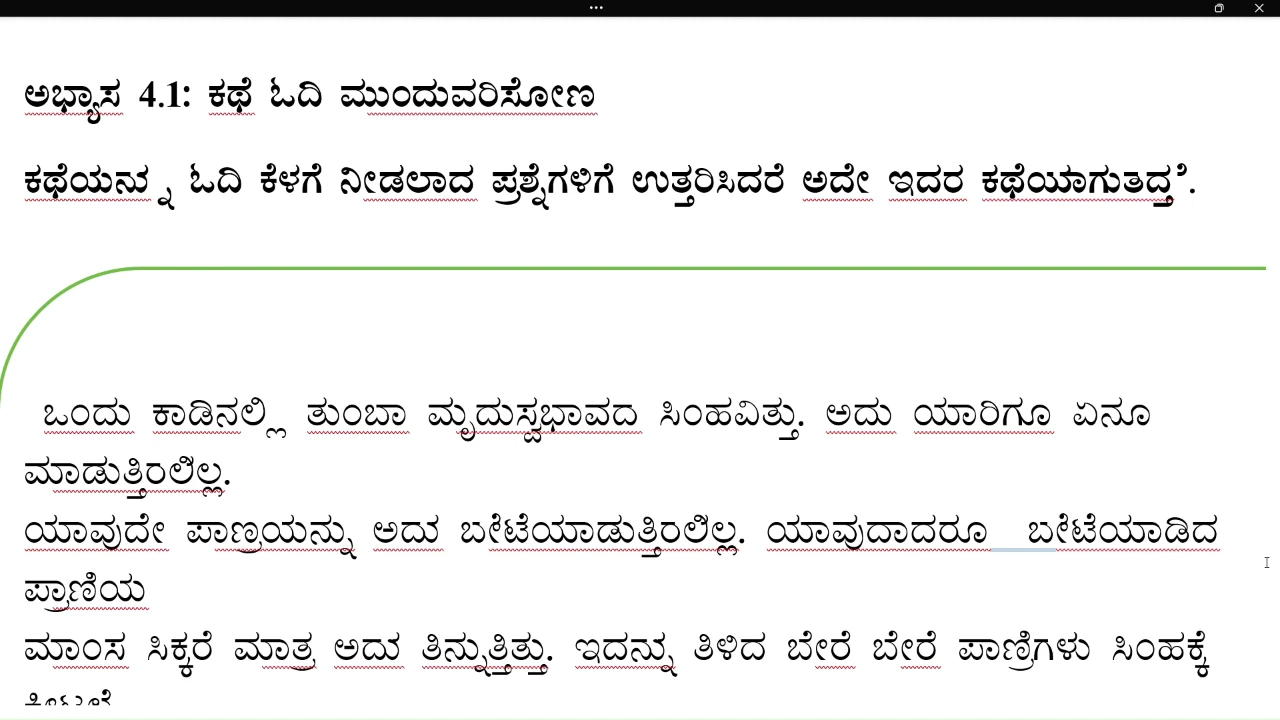 ಅಭ್ಯಾಸ 4.1: ಕಥೆ ಓದಿ ಮುಂದುವರಿಸೋಣ
ಕಥೆಯನ್ನು ಓದಿ ಕೆಳಗೆ ನೀಡಲಾದ ಪ್ರಶ್ನೆಗಳಿಗೆ ಉತ್ತರಿಸಿದರೆ ಅದೇ ಇದರ ಕಥೆಯಾಗುತ್ತದೆ.
ಒಂದು ಕಾಡಿನಲ್ಲಿ ತುಂಬಾ ಮೃದುಸ್ವಭಾವದ ಸಿಂಹವಿತ್ತು. ಅದು ಯಾರಿಗೂ ಏನೂ
ಮಾಡುತ್ತಿರಲಿಲ್ಲ.
ಯಾವುದೇ ಪ್ರಾಣಿಯನ್ನು ಅದು ಬೇಟೆಯಾಡುತ್ತಿರಲಿಲ್ಲ. ಯಾವುದಾದರೂ ಬೇಟೆಯಾಡಿದ
ಪ್ರಾಣಿಯ
ಮಾಂಸ ಸಿಕ್ಕರೆ ಮಾತ್ರ ಅದು ತಿನ್ನುತ್ತಿತ್ತು. ಇದನ್ನು ತಿಳಿದ ಬೇರೆ ಬೇರೆ ಪ್ರಾಣಿಗಳು ಸಿಂಹಕ್ಕೆ